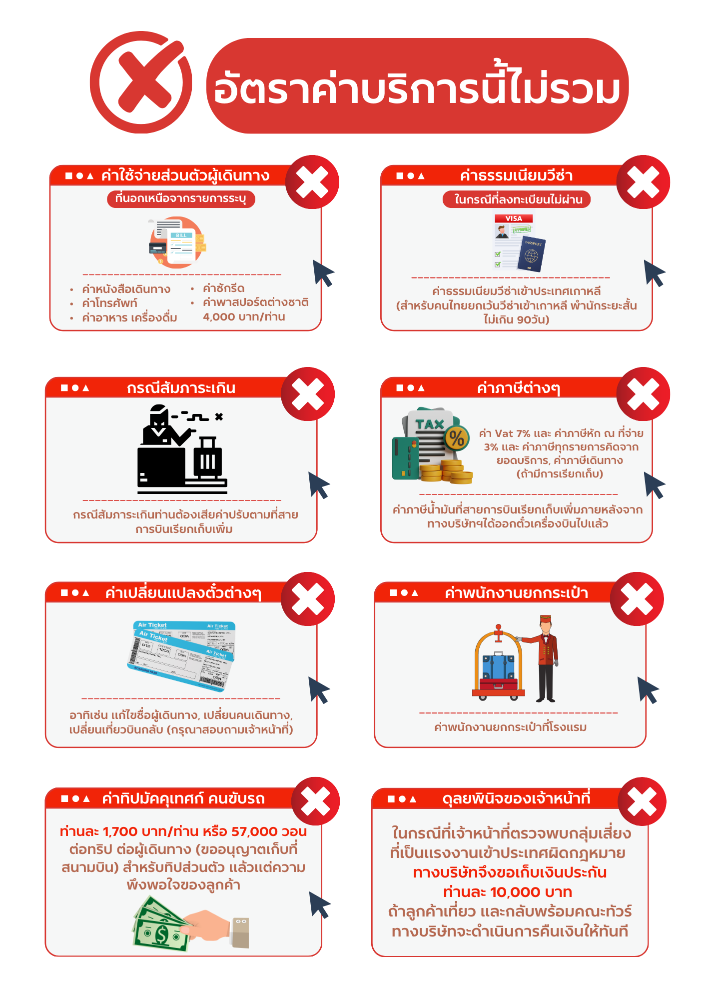 อัตราค่าบริการนี้ไม่รวม
ค่าใช้จ่ายส่วนตัวผู้เดินทาง
ที่นอกเหนือจากรายการระบุ
BILL
• ค่าหนังสือเดินทาง
• ค่าโทรศัพท์
• ค่าอาหาร เครื่องดื่ม
• ค่าซักรีด
• ค่าพาสปอร์ตต่างชาติ
4,000 บาท/ท่าน
ค่าธรรมเนียมวีซ่า
ในกรณีที่ลงทะเบียนไม่ผ่าน
VISA
APPROVED
PASSPORT
ค่าธรรมเนียมวีซ่าเข้าประเทศเกาหลี
(สำหรับคนไทยยกเว้นวีซ่าเข้าเกาหลี พำนักระยะสั้น
ไม่เกิน 90วัน)
กรณีสัมภาระเกิน
กรณีสัมภาระเกินท่านต้องเสียค่าปรับตามที่สาย
การบินเรียกเก็บเพิ่ม
ค่าภาษีต่างๆ
TAX
%
ค่า Vat 7% และ ค่าภาษีหัก ณ ที่จ่าย
3% และ ค่าภาษีทุกรายการคิดจาก
ยอดบริการ, ค่าภาษีเดินทาง
(ถ้ามีการเรียกเก็บ)
ค่าภาษีน้ำมันที่สายการบินเรียกเก็บเพิ่มภายหลังจาก
ทางบริษัทฯได้ออกตั๋วเครื่องบินไปแล้ว
ค่าเปลี่ยนแปลงตั๋วต่างๆ
Air Ticket
Air Ticket
03A
Air Ticket
D12
1205
03A
Air Ticket
03A
BOARDING PASS
อาทิเช่น แก้ไขชื่อผู้เดินทาง, เปลี่ยนคนเดินทาง,
เปลี่ยนเที่ยวบินกลับ (กรุณาสอบถามเจ้าหน้าที่)
ค่าพนักงานยกกระเป๋า
ค่าพนักงานยกกระเป๋าที่โรงแรม
ค่าทิปมัคคุเทศก์ คนขับรถ
ท่านละ 1,700 บาท/ท่าน หรือ 57,000 วอน
ต่อทริป ต่อผู้เดินทาง (ขออนุญาตเก็บที่
สนามบิน) สำหรับทิปส่วนตัว แล้วแต่ความ
พึงพอใจของลูกค้า
$
ดุลยพินิจของเจ้าหน้าที่
ในกรณีที่เจ้าหน้าที่ตรวจพบกลุ่มเสี่ยง
ที่เป็นแรงงานเข้าประเทศผิดกฎหมาย
ทางบริษัทจึงขอเก็บเงินประกัน
ท่านละ 10,000 บาท
ถ้าลูกค้าเที่ยว และกลับพร้อมคณะทัวร์
ทางบริษัทจะดำเนินการคืนเงินให้ทันที